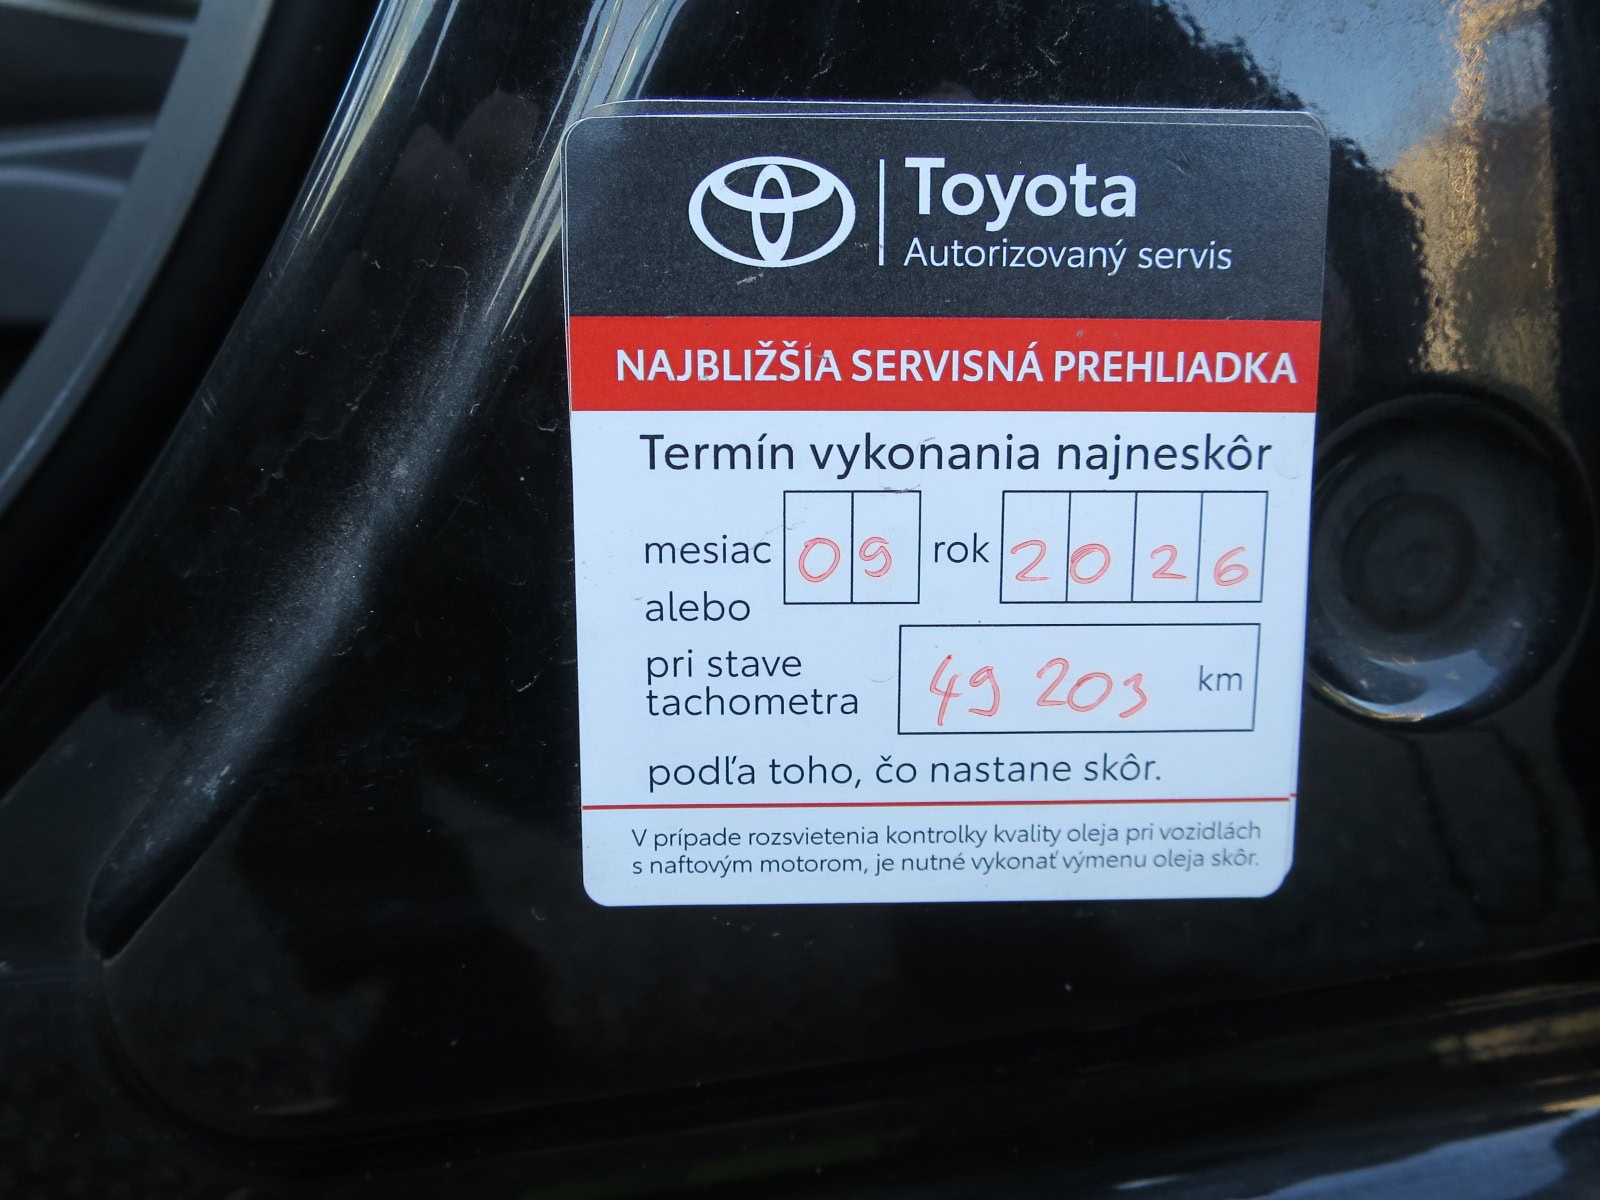 Toyota
Autorizovaný servis
NAJBLIŽŠIA SERVISNÁ PREHLIADKA
Termín vykonania najneskôr
mesiac 09 rok 2026
alebo
pri stave
tachometra 49 203 km
podľa toho, čo nastane skôr.
V prípade rozsvietenia kontrolky kvality oleja pri vozidlách
s naftovým motorom, je nutné vykonať výmenu oleja skôr.